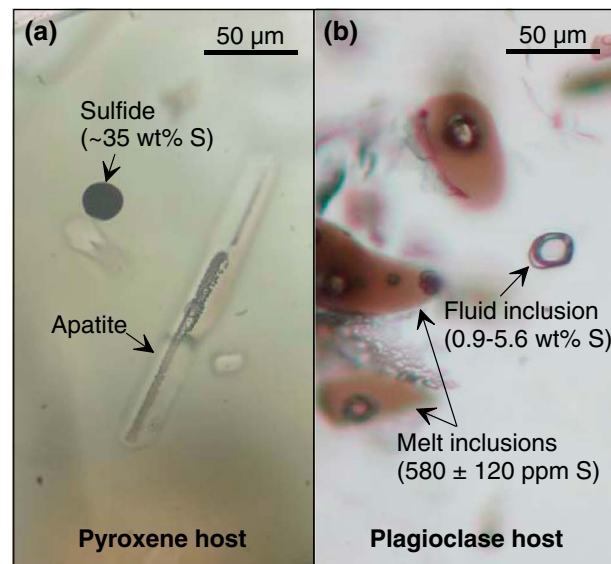 (a)
50 µm
Sulfide
(~35 wt% S)
Apatite
Pyroxene host
(b)
50 µm
Fluid inclusion
(0.9-5.6 wt% S)
Melt inclusions
(580 ± 120 ppm S)
Plagioclase host